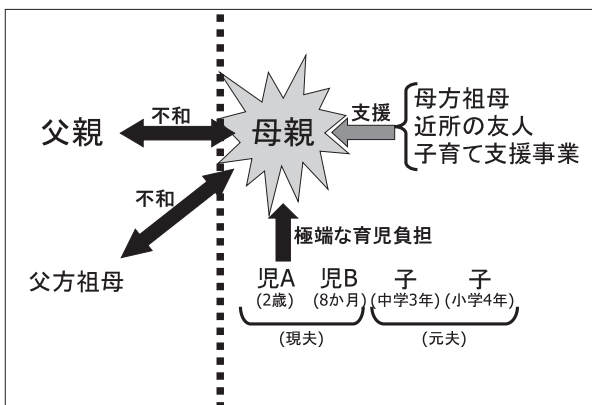 不和
父親
母親
支援
母方祖母
近所の友人
子育て支援事業
不和
父方祖母
極端な育児負担
児A 児B 子 子
(2歳) (8か月) (中学3年) (小学4年)
(現夫) (元夫)